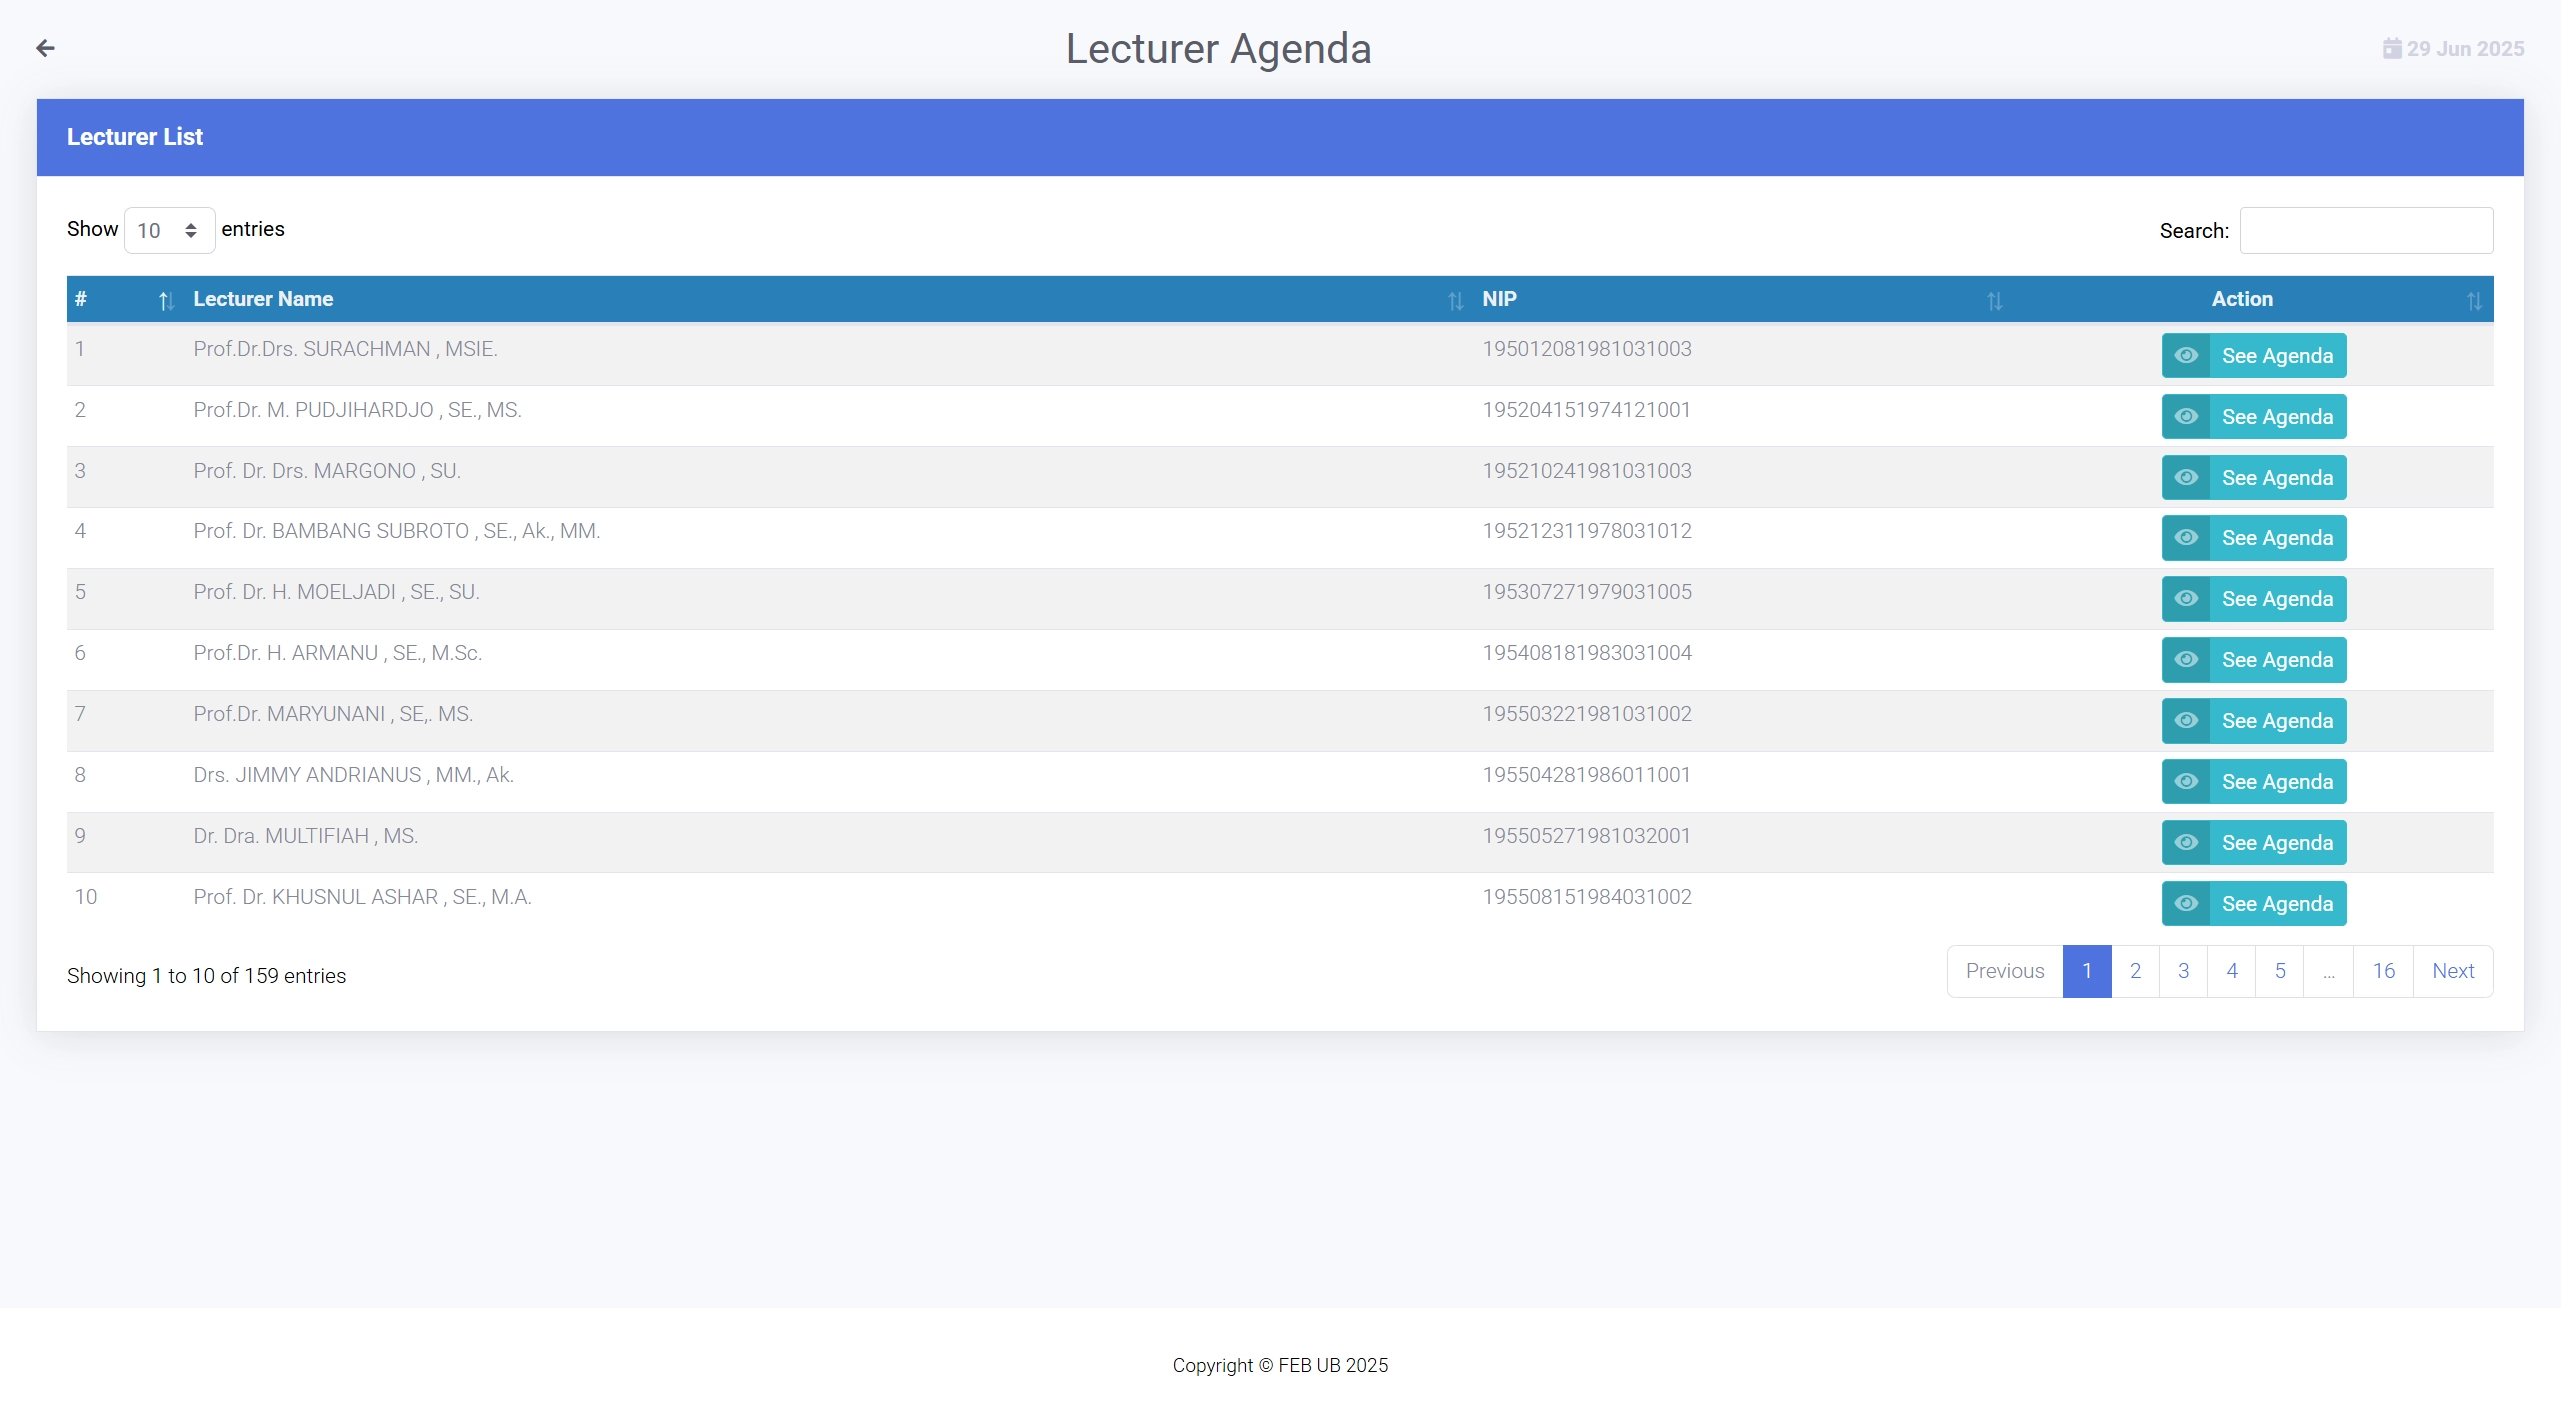 Lecturer Agenda
29 Jun 2025
Lecturer List
Show 10 entries
Search:
# Lecturer Name NIP Action
1 Prof.Dr.Drs. SURACHMAN , MSIE. 195012081981031003 See Agenda
2 Prof.Dr. M. PUDJIHARDJO , SE., MS. 195204151974121001 See Agenda
3 Prof. Dr. Drs. MARGONO , SU. 195210241981031003 See Agenda
4 Prof. Dr. BAMBANG SUBROTO , SE., Ak., MM. 195212311978031012 See Agenda
5 Prof. Dr. H. MOELJADI , SE., SU. 195307271979031005 See Agenda
6 Prof.Dr. H. ARMANU , SE., M.Sc. 195408181983031004 See Agenda
7 Prof.Dr. MARYUNANI , SE,. MS. 195503221981031002 See Agenda
8 Drs. JIMMY ANDRIANUS , MM., Ak. 195504281986011001 See Agenda
9 Dr. Dra. MULTIFIAH , MS. 195505271981032001 See Agenda
10 Prof. Dr. KHUSNUL ASHAR , SE., M.A. 195508151984031002 See Agenda
Showing 1 to 10 of 159 entries
Previous 1 2 3 4 5 … 16 Next
Copyright © FEB UB 2025